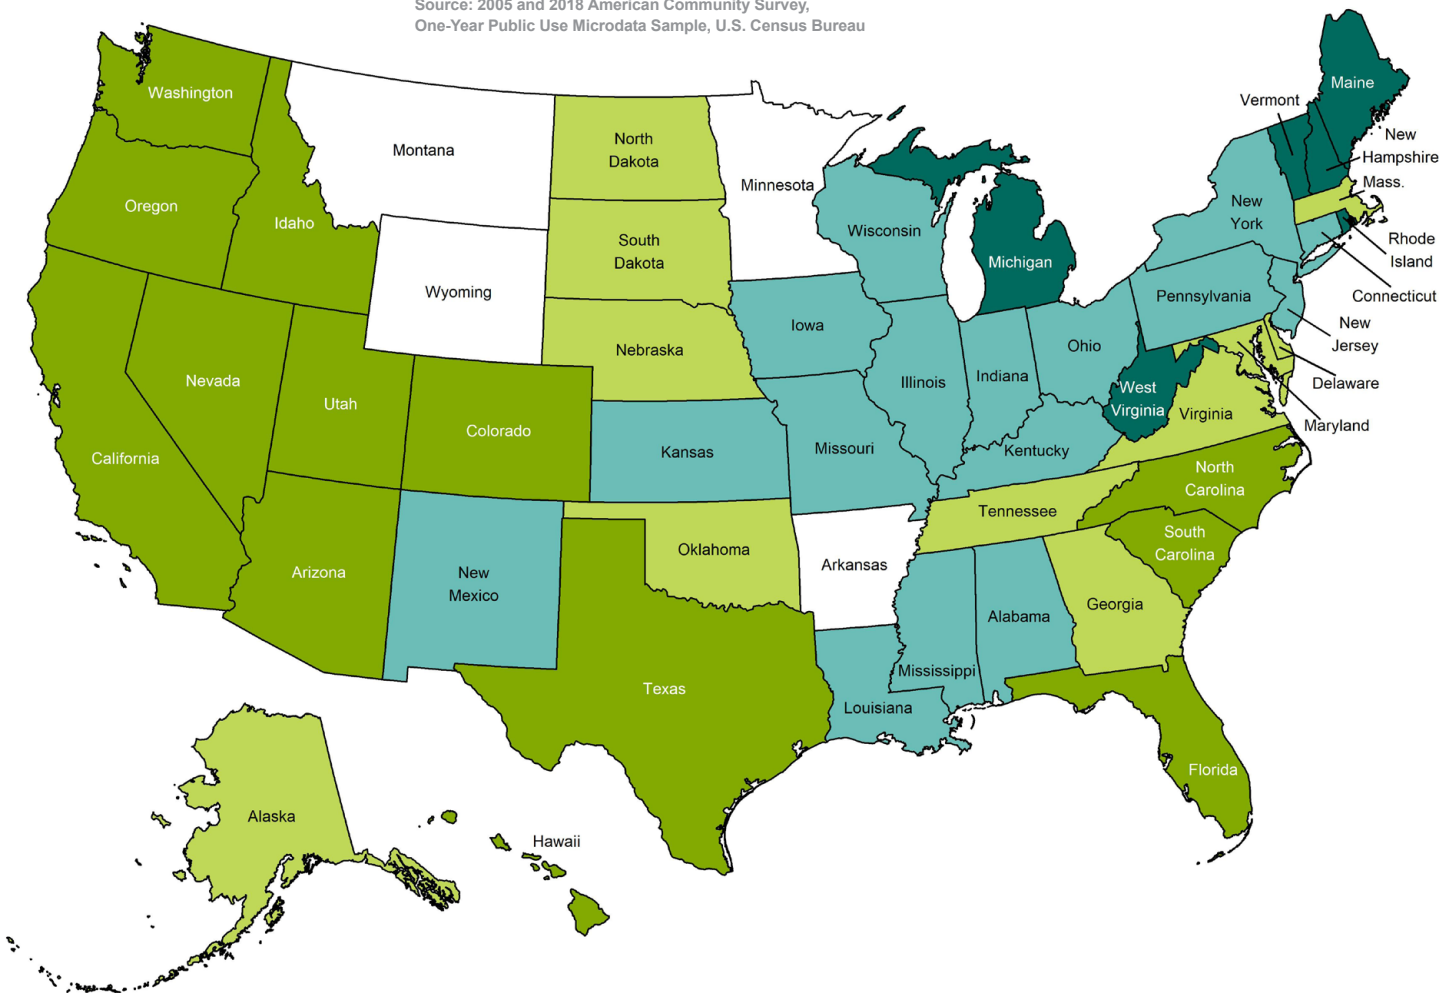 Source: 2005 and 2018 American Community Survey,
One-Year Public Use Microdata Sample, U.S. Census Bureau
Washington
Oregon
Idaho
Montana
Wyoming
North
Dakota
South
Dakota
Nebraska
Minnesota
Wisconsin
Michigan
Iowa
Illinois
Indiana
Ohio
Pennsylvania
New
York
Vermont
Maine
New
Hampshire
Mass.
Rhode
Island
Connecticut
New
Jersey
Delaware
Maryland
West
Virginia
Virginia
California
Nevada
Utah
Colorado
Kansas
Missouri
Kentucky
North
Carolina
South
Carolina
Tennessee
Arizona
New
Mexico
Oklahoma
Arkansas
Texas
Louisiana
Mississippi
Alabama
Georgia
Florida
Alaska
Hawaii